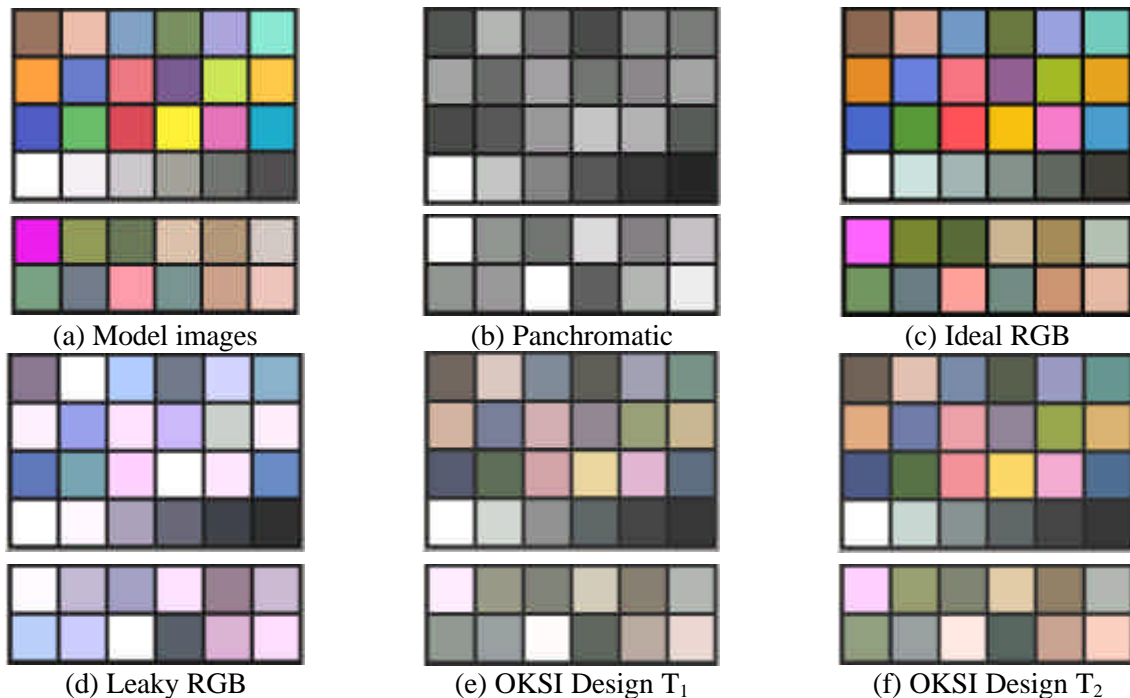 (a) Model images
(b) Panchromatic
(c) Ideal RGB
(d) Leaky RGB
(e) OKSI Design T₁
(f) OKSI Design T₂